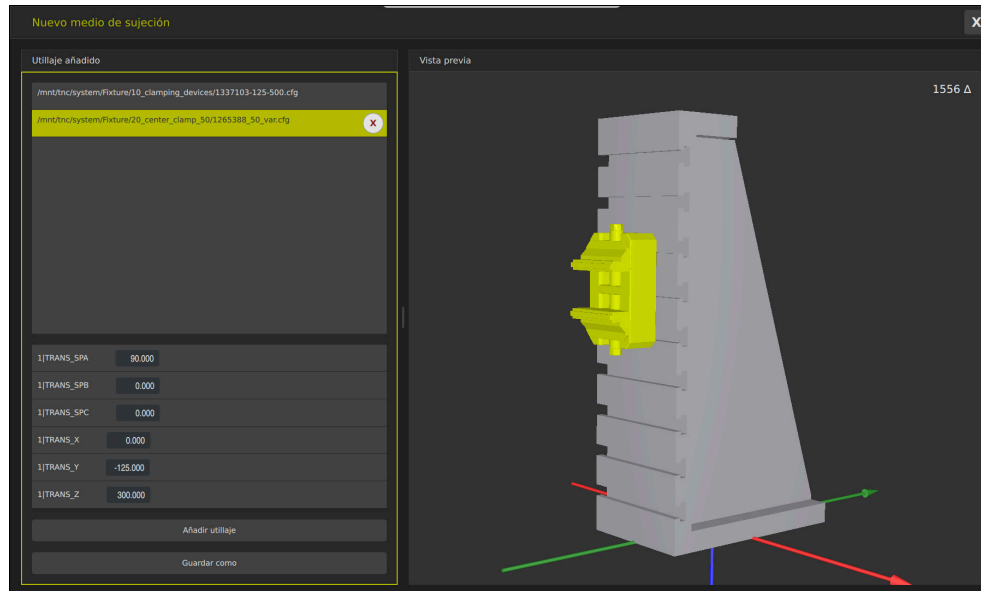 Nuevo medio de sujeción
X
Utillaje añadido
Vista previa
/mnt/tnc/system/Fixture/10_clamping_devices/1337103-125-500.cfg
1556 Δ
/mnt/tnc/system/Fixture/20_center_clamp_50/1265388_50_var.cfg
X
1|TRANS_SPA 90.000
1|TRANS_SPB 0.000
1|TRANS_SPC 0.000
1|TRANS_X 0.000
1|TRANS_Y -125.000
1|TRANS_Z 300.000
Añadir utillaje
Guardar como